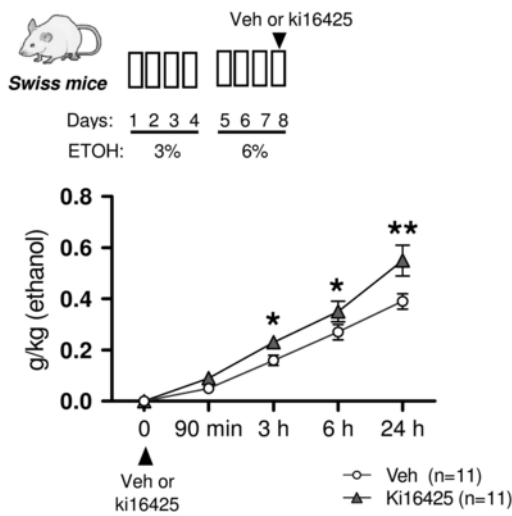 Veh or ki16425
Swiss mice
Days: 1 2 3 4 5 6 7 8
ETOH: 3% 6%
g/kg (ethanol)
0.8
0.6
0.4
0.2
0.0
*
*
**
0 90 min 3 h 6 h 24 h
Veh or
ki16425
Veh (n=11)
Ki16425 (n=11)